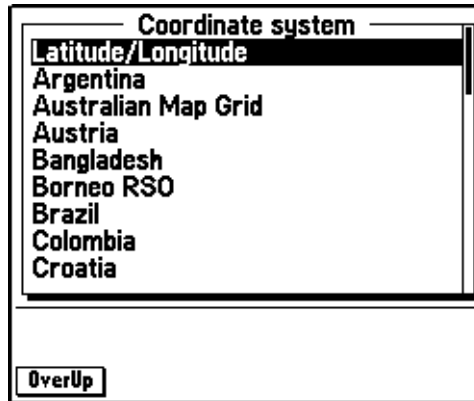 Coordinate system
Latitude/Longitude
Argentina
Australian Map Grid
Austria
Bangladesh
Borneo RSO
Brazil
Colombia
Croatia
OverUp